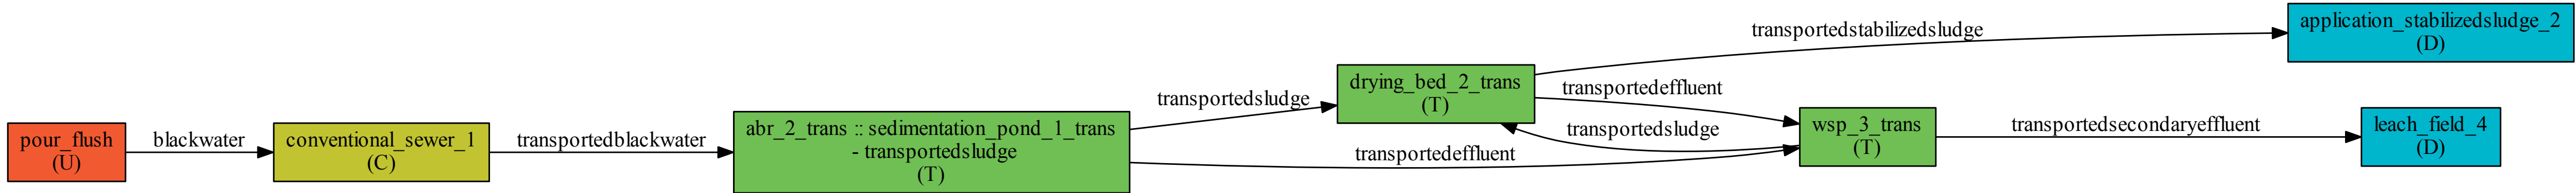 pour_flush
(U)
blackwater
conventional_sewer_1
(C)
transportedblackwater
abr_2_trans :: sedimentation_pond_1_trans
- transportedsludge
(T)
transportedsludge
transportedeffluent
drying_bed_2_trans
(T)
transportedstabilizedsludge
transportedeffluent
transportedsludge
wsp_3_trans
(T)
transportedsecondaryeffluent
application_stabilizedsludge_2
(D)
leach_field_4
(D)